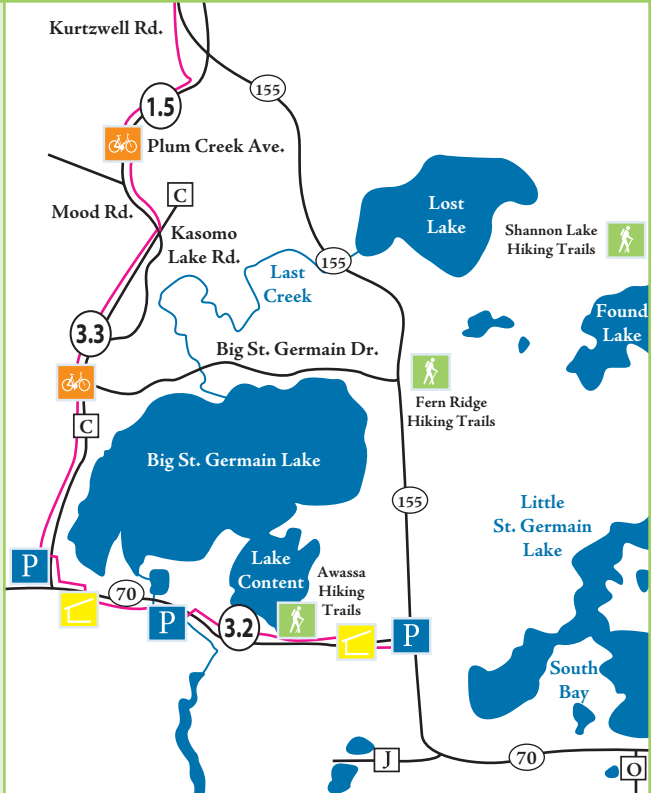 Kurtzwell Rd.
155
1.5
Plum Creek Ave.
C
Mood Rd.
Kasomo
Lake Rd.
Lost
Lake
Shannon Lake
Hiking Trails
155
Last
Creek
Found
Lake
3.3
Big St. Germain Dr.
Fern Ridge
Hiking Trails
C
Big St. Germain Lake
155
Little
St. Germain
Lake
P
Lake
Content
Awassa
Hiking
Trails
70
P
3.2
P
South
Bay
J
70
O